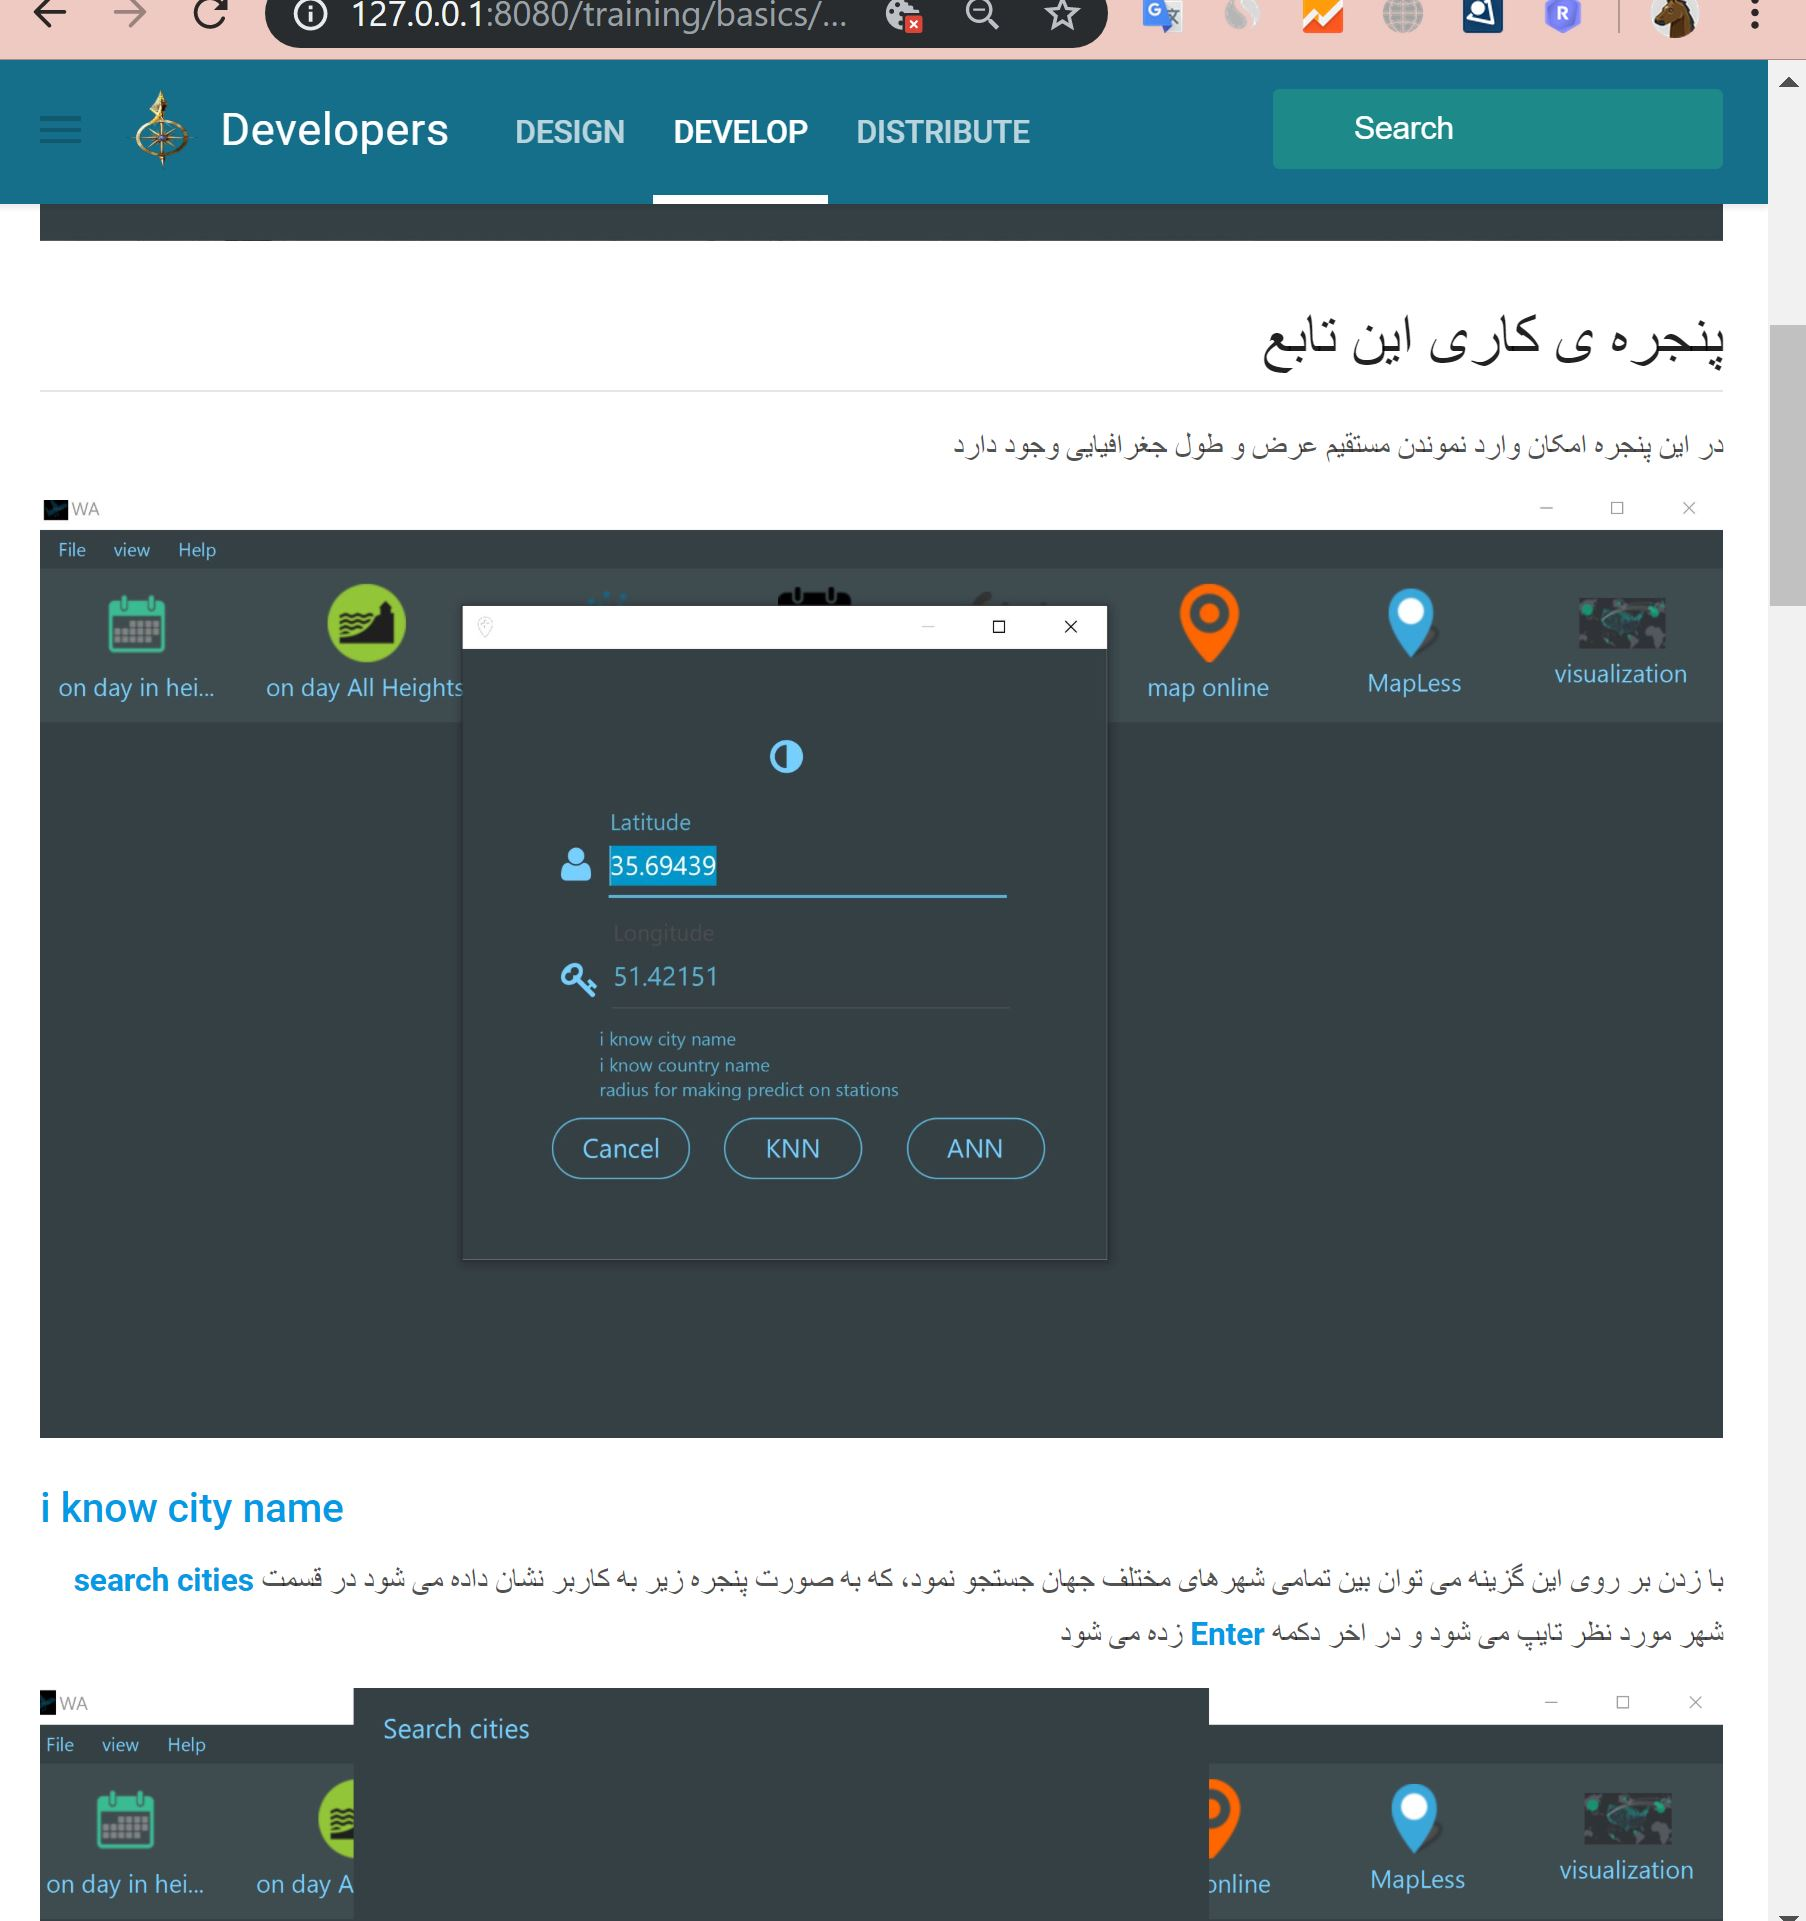 127.0.0.1:8080/training/basics/...
Developers DESIGN DEVELOP DISTRIBUTE Search
پنجره ی کاری این تابع
در این پنجره امکان وارد نموندن مستقیم عرض و طول جغرافیایی وجود دارد
WA
File view Help
on day in hei... on day All Heights map online MapLess visualization
Latitude
35.69439
Longitude
51.42151
i know city name
i know country name
radius for making predict on stations
Cancel KNN ANN
i know city name
با زدن بر روی این گزینه می توان بین تمامی شهرهای مختلف جهان جستجو نمود، که به صورت پنجره زیر به کاربر نشان داده می شود در قسمت search cities
شهر مورد نظر تایپ می شود و در اخر دکمه Enter زده می شود
WA
Search cities
File view Help
on day in hei... on day A online MapLess visualization